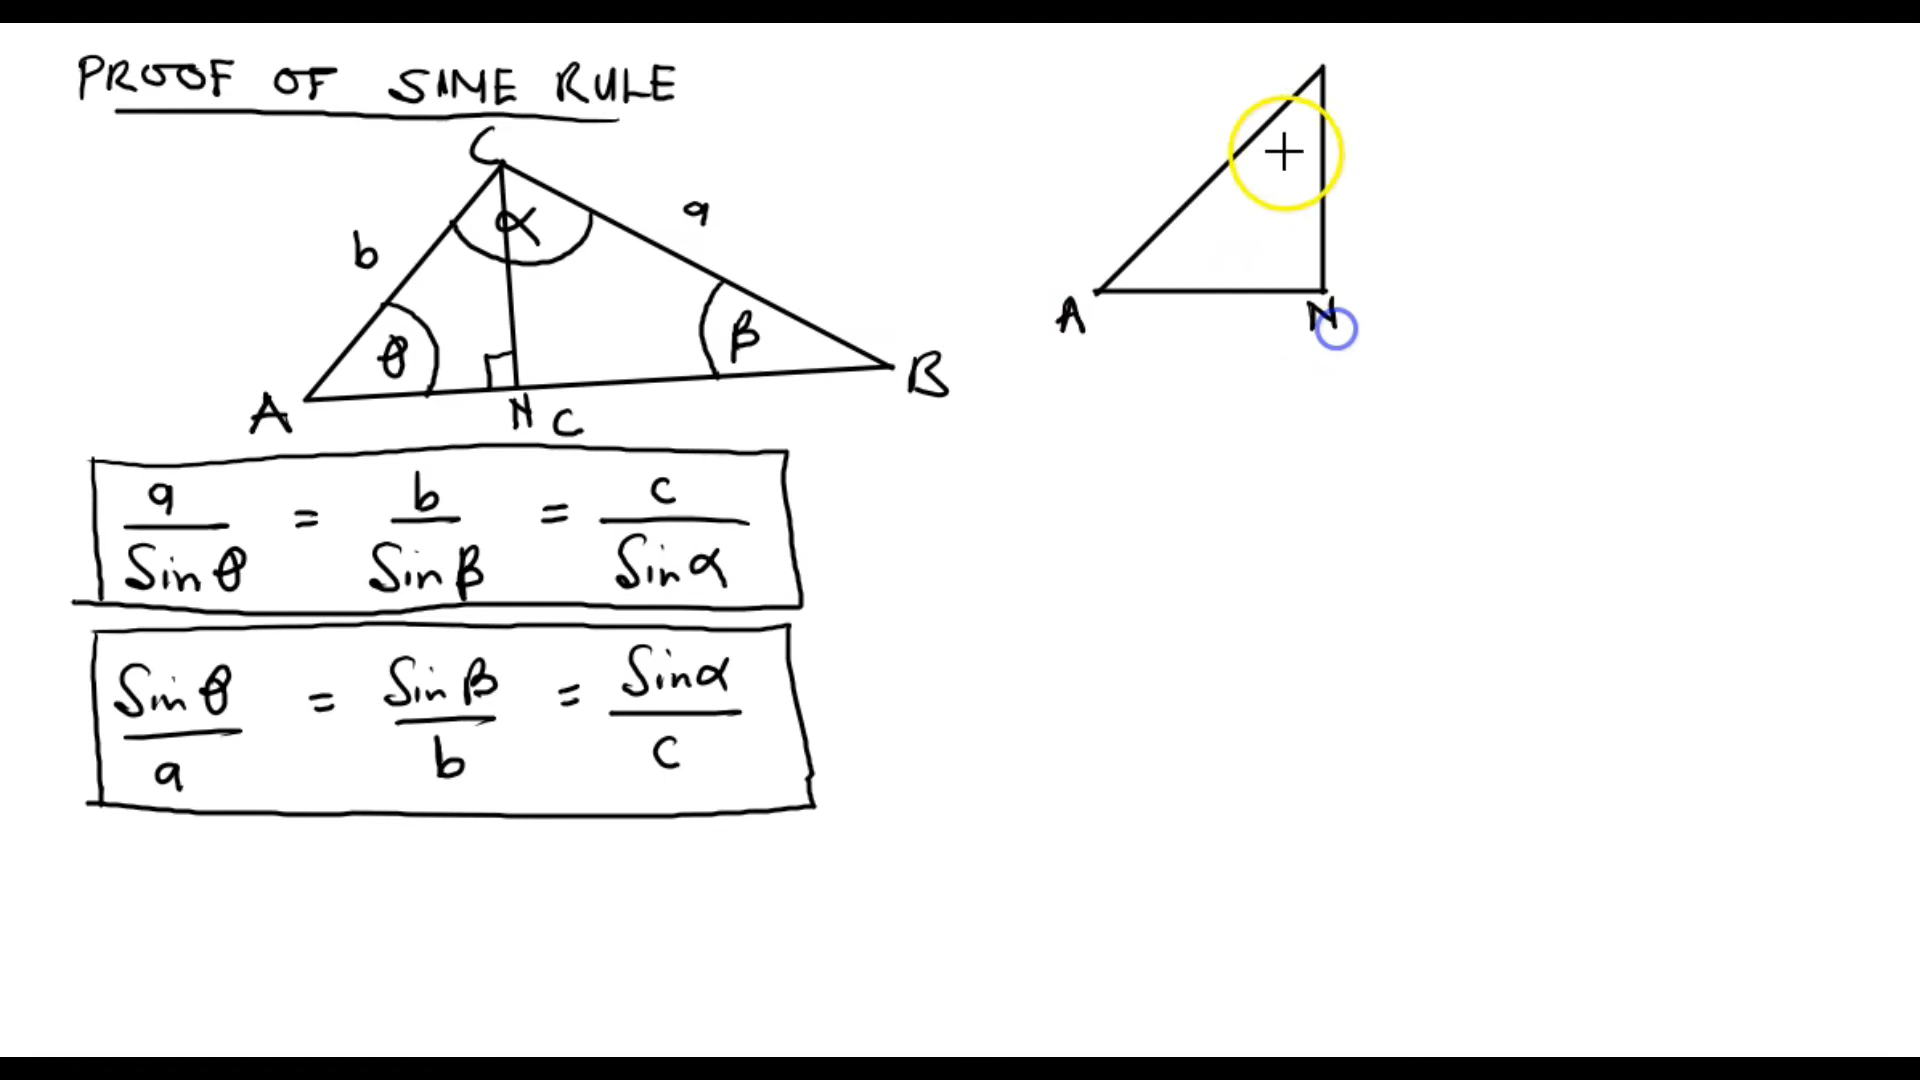 PROOF OF SINE RULE
C
b
α
a
θ
β
A
N
c
B
a/Sin θ = b/Sin β = c/Sin α
Sin θ/a = Sin β/b = Sin α/c
A
N